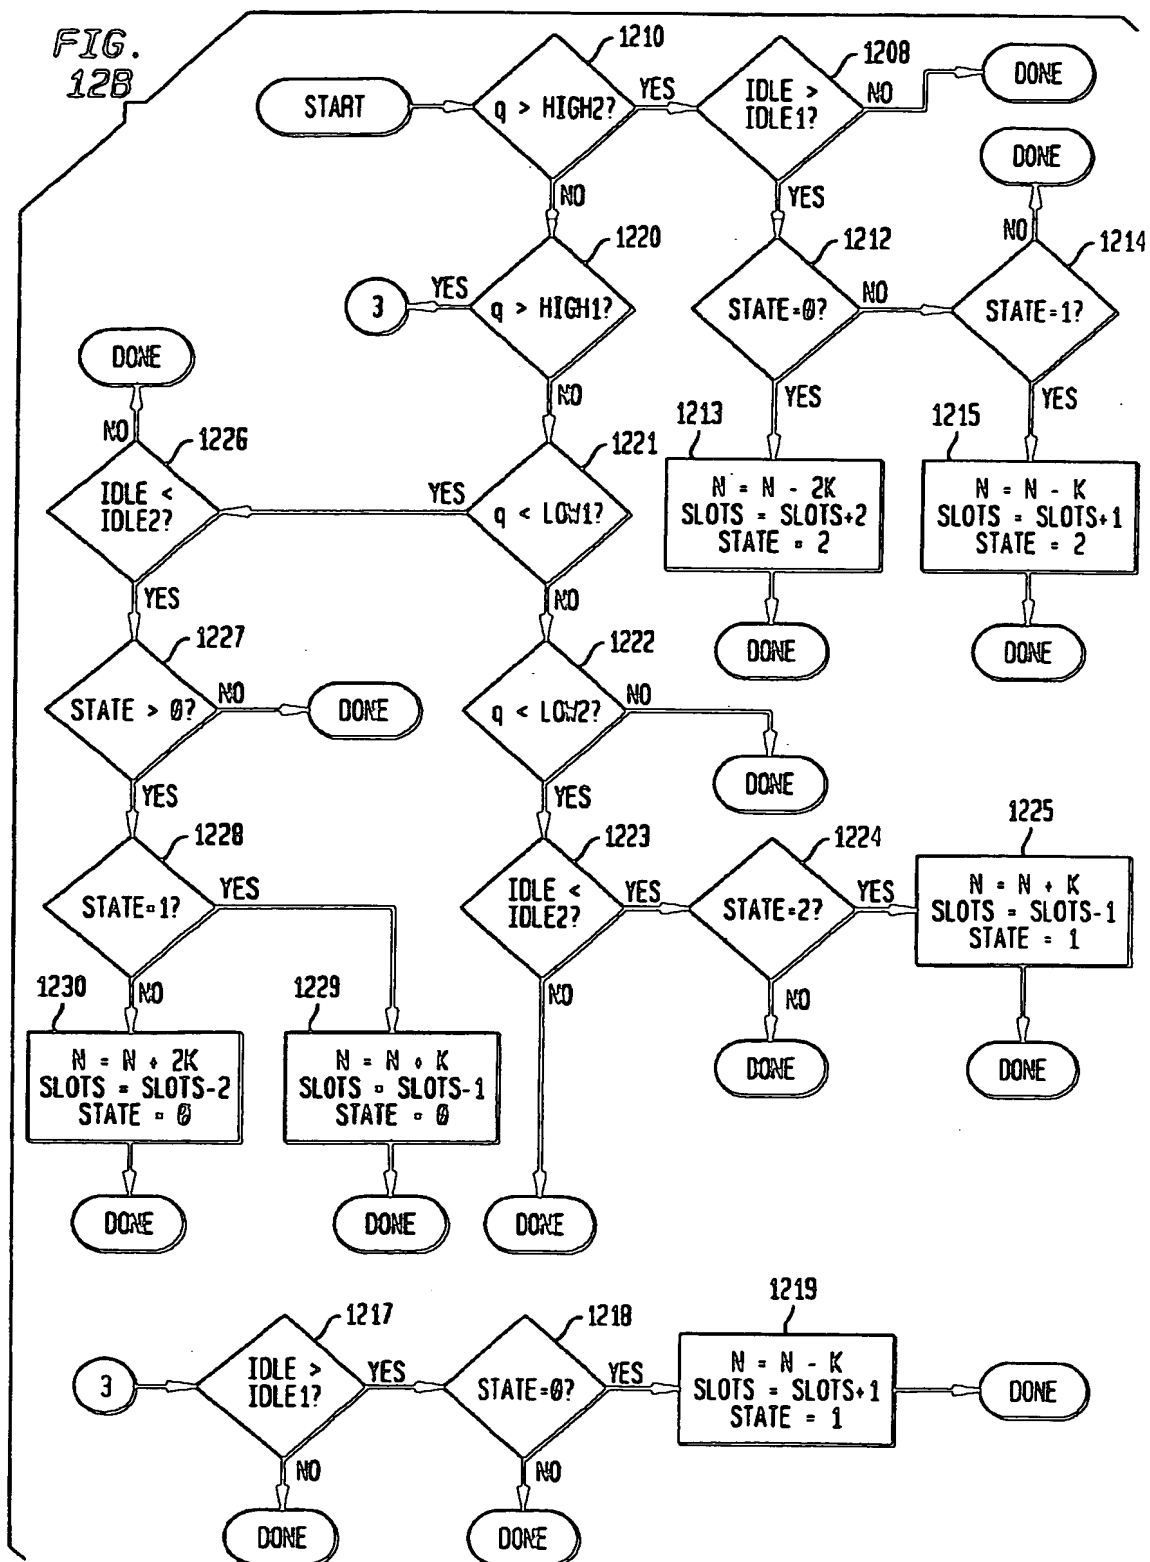 FIG.
12B
START
1210
q > HIGH2?
YES
NO
1208
IDLE >
IDLE1?
NO
YES
DONE
DONE
1220
q > HIGH1?
YES
3
NO
1212
STATE=0?
NO
YES
NO
1214
STATE=1?
YES
DONE
NO
1226
IDLE <
IDLE2?
YES
1221
q < LOW1?
YES
NO
1213
N = N - 2K
SLOTS = SLOTS+2
STATE = 2
DONE
1215
N = N - K
SLOTS = SLOTS+1
STATE = 2
DONE
1227
STATE > 0?
NO
DONE
YES
1222
q < LOW2?
NO
DONE
YES
1228
STATE=1?
YES
NO
1223
IDLE <
IDLE2?
YES
NO
1224
STATE=2?
YES
NO
DONE
1225
N = N + K
SLOTS = SLOTS-1
STATE = 1
DONE
1230
N = N + 2K
SLOTS = SLOTS-2
STATE = 0
DONE
1229
N = N + K
SLOTS = SLOTS-1
STATE = 0
DONE
DONE
3
1217
IDLE >
IDLE1?
YES
NO
DONE
1218
STATE=0?
YES
NO
DONE
1219
N = N - K
SLOTS = SLOTS+1
STATE = 1
DONE